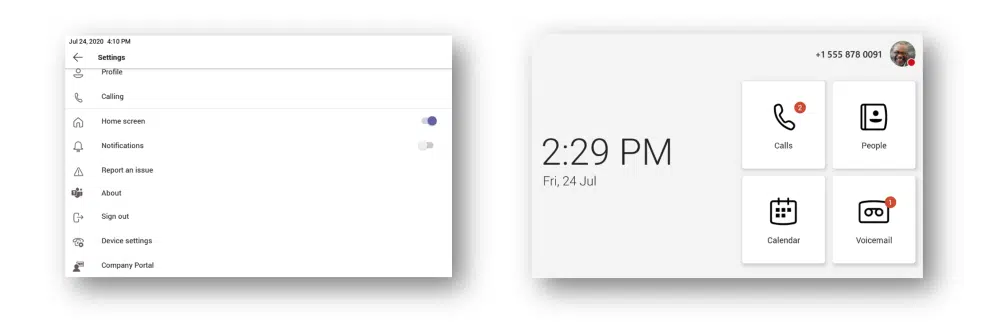 Jul 24, 2020 4:10 PM
Settings
Profile
Calling
Home screen
Notifications
Report an issue
About
Sign out
Device settings
Company Portal
+1 555 878 0091
2:29 PM
Fri, 24 Jul
2
Calls
People
Calendar
1
Voicemail